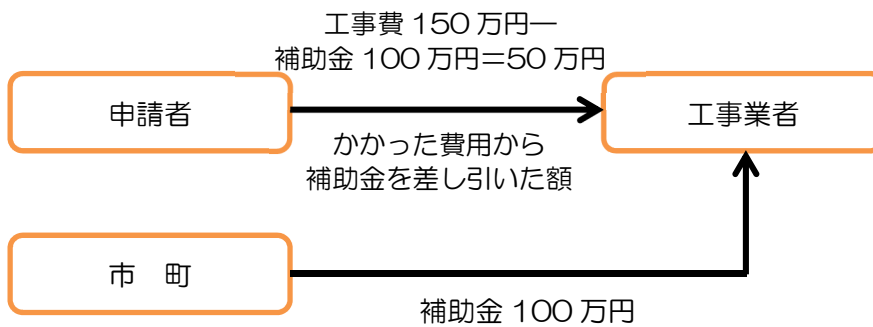 工事費 150 万円―
補助金 100 万円＝50 万円
申請者
工事業者
かかった費用から
補助金を差し引いた額
市　町
補助金 100 万円